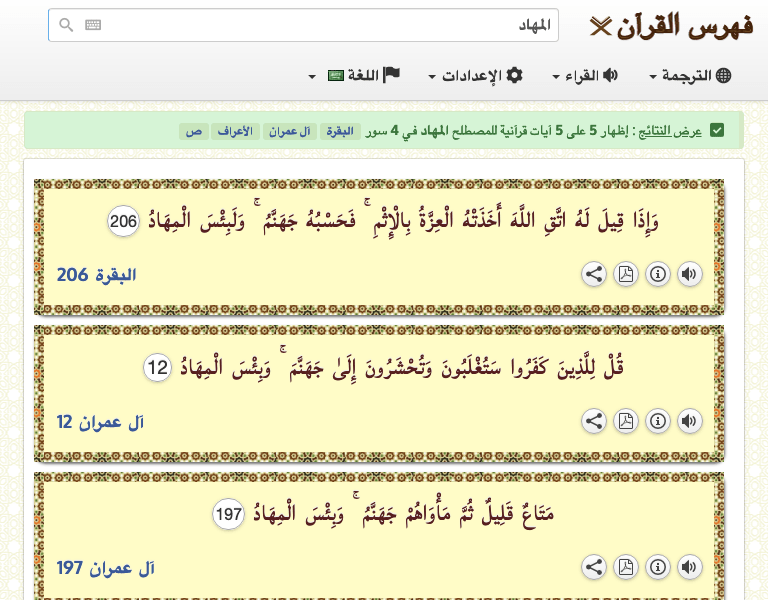 فهرس القرآن
المهاد
الترجمة القراء الإعدادات اللغة
عرض النتائج : إظهار 5 على 5 آيات قرآنية للمصطلح المهاد في 4 سور البقرة آل عمران الأعراف ص
وَإِذَا قِيلَ لَهُ اتَّقِ اللَّهَ أَخَذَتْهُ الْعِزَّةُ بِالْإِثْمِ ۚ فَحَسْبُهُ جَهَنَّمُ ۚ وَلَبِئْسَ الْمِهَادُ 206
البقرة 206
قُلْ لِلَّذِينَ كَفَرُوا سَتُغْلَبُونَ وَتُحْشَرُونَ إِلَىٰ جَهَنَّمَ ۚ وَبِئْسَ الْمِهَادُ 12
آل عمران 12
مَتَاعٌ قَلِيلٌ ثُمَّ مَأْوَاهُمْ جَهَنَّمُ ۚ وَبِئْسَ الْمِهَادُ 197
آل عمران 197